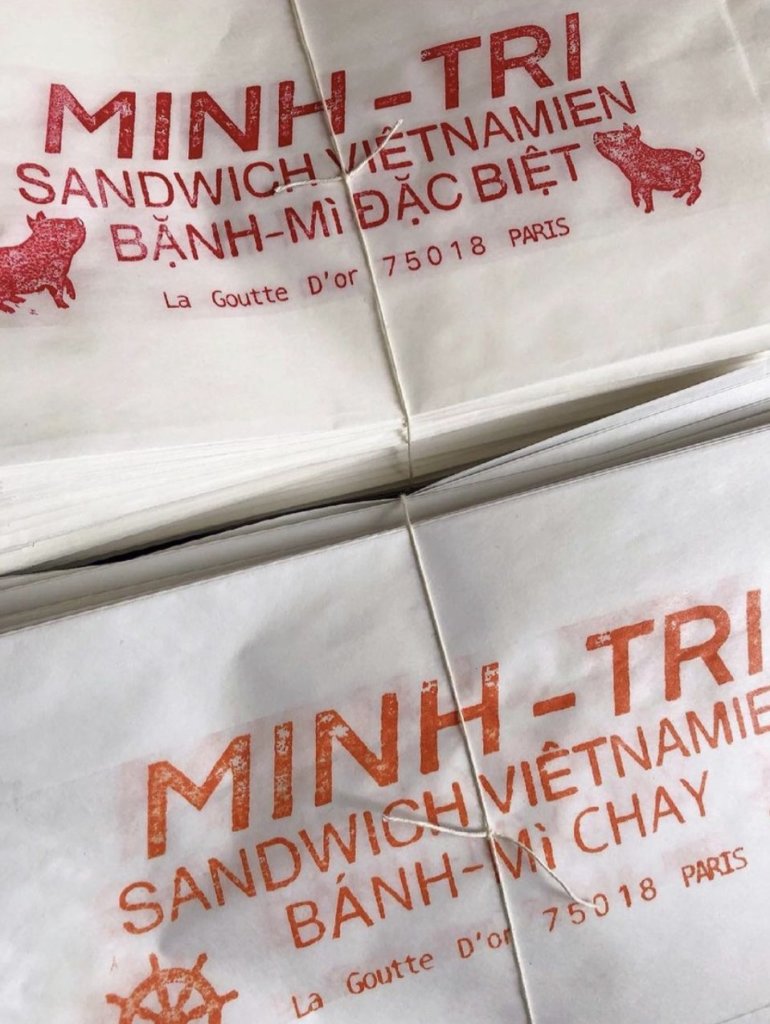 MINH-TRI
SANDWICH VIÊTNAMIEN
BẶNH-MÌ ĐẶC BIỆT
La Goutte D'or 75018 PARIS
MINH-TRI
SANDWICH VIÊTNAMIE
BÁNH-MÌ CHAY
La Goutte D'or 75018 PARIS